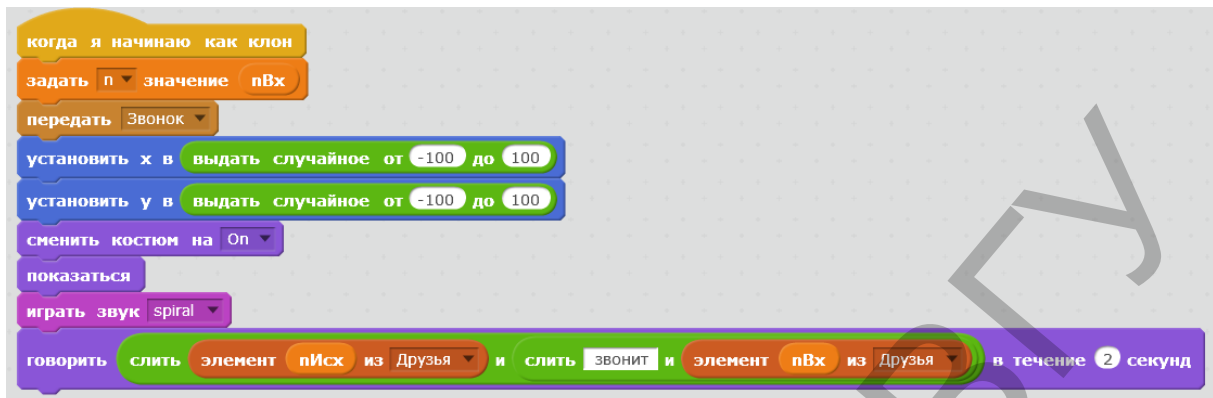 когда я начинаю как клон
задать n значение nВх
передать Звонок
установить x в выдать случайное от -100 до 100
установить y в выдать случайное от -100 до 100
сменить костюм на On
показаться
играть звук spiral
говорить слить элемент nИсх из Друзья и слить звонит и элемент nВх из Друзья в течение 2 секунд